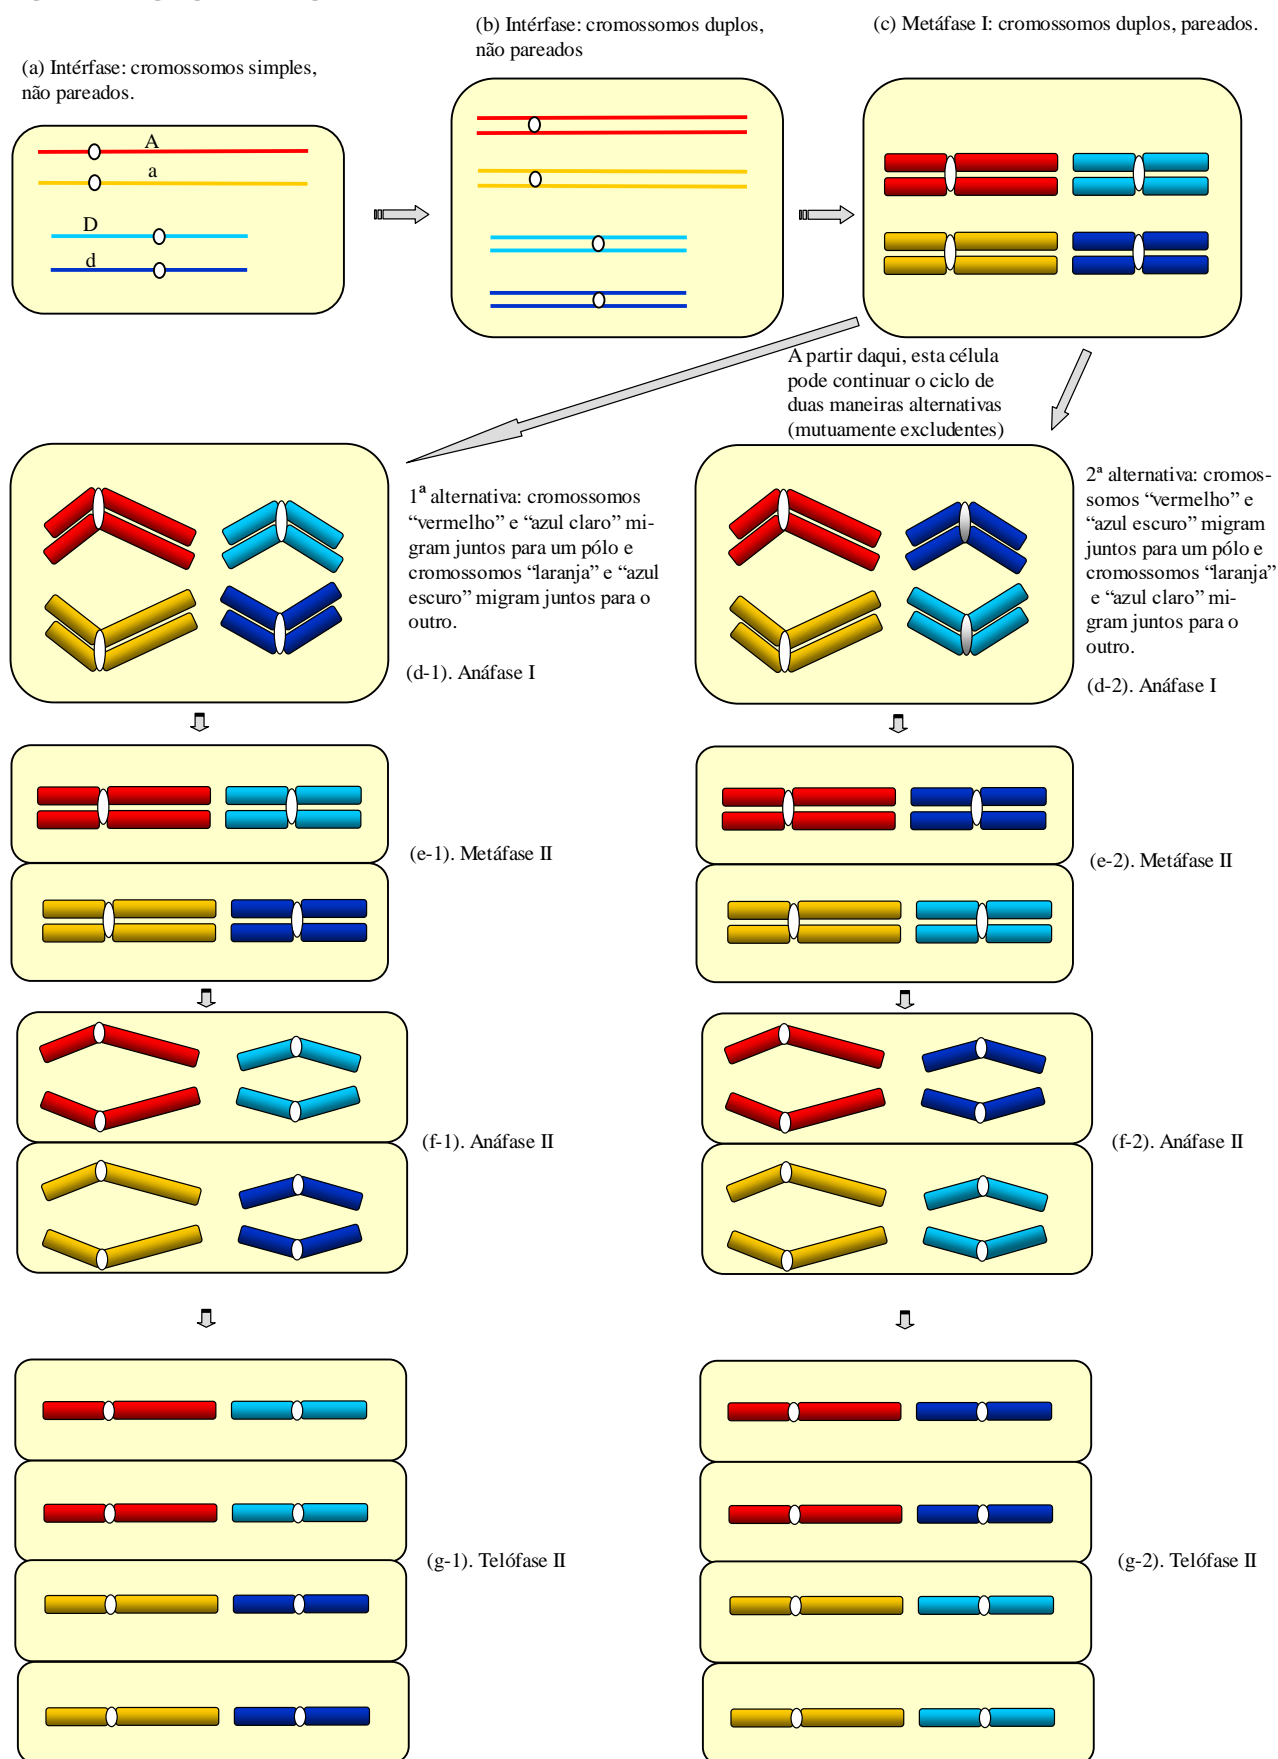 (a) Intérfase: cromossomos simples,
não pareados.
(b) Intérfase: cromossomos duplos,
não pareados
(c) Metáfase I: cromossomos duplos, pareados.
A
a
D
d
A partir daqui, esta célula
pode continuar o ciclo de
duas maneiras alternativas
(mutuamente excludentes)
1ª alternativa: cromossomos
“vermelho” e “azul claro” mi-
gram juntos para um pólo e
cromossomos “laranja” e “azul
escuro” migram juntos para o
outro.
(d-1). Anáfase I
2ª alternativa: cromos-
somos “vermelho” e
“azul escuro” migram
juntos para um pólo e
cromossomos “laranja”
e “azul claro” mi-
gram juntos para o
outro.
(d-2). Anáfase I
(e-1). Metáfase II
(e-2). Metáfase II
(f-1). Anáfase II
(f-2). Anáfase II
(g-1). Telófase II
(g-2). Telófase II